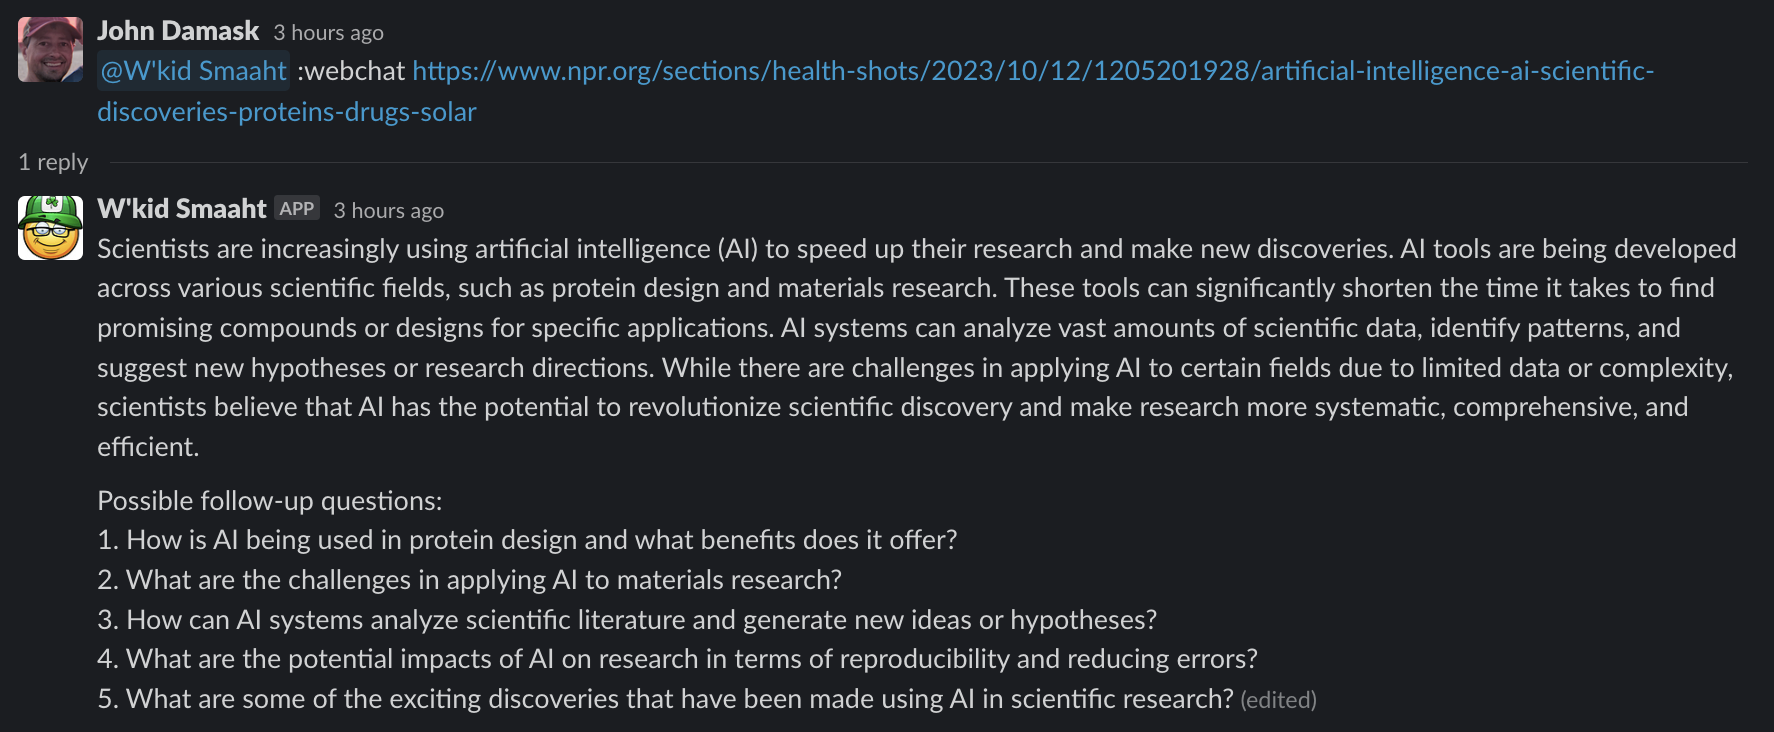 John Damask 3 hours ago
@W'kid Smaaht :webchat https://www.npr.org/sections/health-shots/2023/10/12/1205201928/artificial-intelligence-ai-scientific-
discoveries-proteins-drugs-solar
1 reply
W'kid Smaaht APP 3 hours ago
Scientists are increasingly using artificial intelligence (AI) to speed up their research and make new discoveries. AI tools are being developed
across various scientific fields, such as protein design and materials research. These tools can significantly shorten the time it takes to find
promising compounds or designs for specific applications. AI systems can analyze vast amounts of scientific data, identify patterns, and
suggest new hypotheses or research directions. While there are challenges in applying AI to certain fields due to limited data or complexity,
scientists believe that AI has the potential to revolutionize scientific discovery and make research more systematic, comprehensive, and
efficient.
Possible follow-up questions:
1. How is AI being used in protein design and what benefits does it offer?
2. What are the challenges in applying AI to materials research?
3. How can AI systems analyze scientific literature and generate new ideas or hypotheses?
4. What are the potential impacts of AI on research in terms of reproducibility and reducing errors?
5. What are some of the exciting discoveries that have been made using AI in scientific research? (edited)